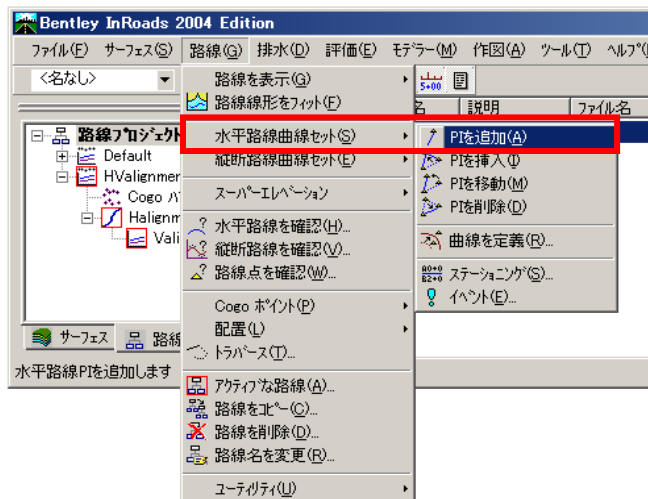 Bentley InRoads 2004 Edition
ファイル(F) サーフェス(S) 路線(G) 排水(D) 評価(E) モデラー(M) 作図(A) ツール(T) ヘルプ(
<名なし>
路線を表示(G)
路線線形をフィット(F)
水平路線曲線セット(S)
縦断路線曲線セット(E)
スーパーエレベーション
水平路線を確認(H)...
縦断路線を確認(V)...
路線点を確認(W)...
Cogo ポイント(P)
配置(L)
トラバース(T)...
アクティブな路線(A)...
路線をコピー(C)...
路線を削除(D)...
路線名を変更(R)...
ユーティリティ(U)
名 説明 ファイル名
PIを追加(A)
PIを挿入(I)
PIを移動(M)
PIを削除(D)
曲線を定義(R)...
ステーショニング(S)...
イベント(E)...
路線プロジェクト
Default
HValignmen
Cogo パ
Halignm
Vali
サーフェス 路線
水平路線PIを追加します